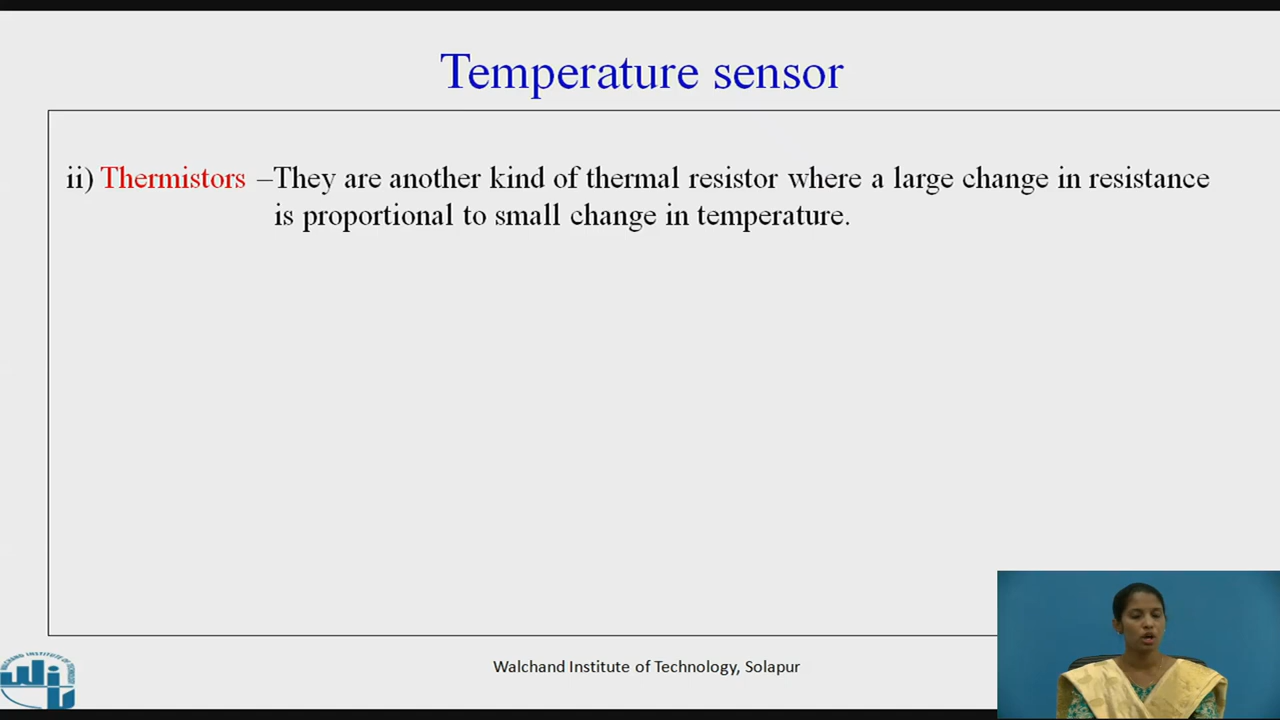 Temperature sensor
ii) Thermistors –They are another kind of thermal resistor where a large change in resistance
is proportional to small change in temperature.
Walchand Institute of Technology, Solapur